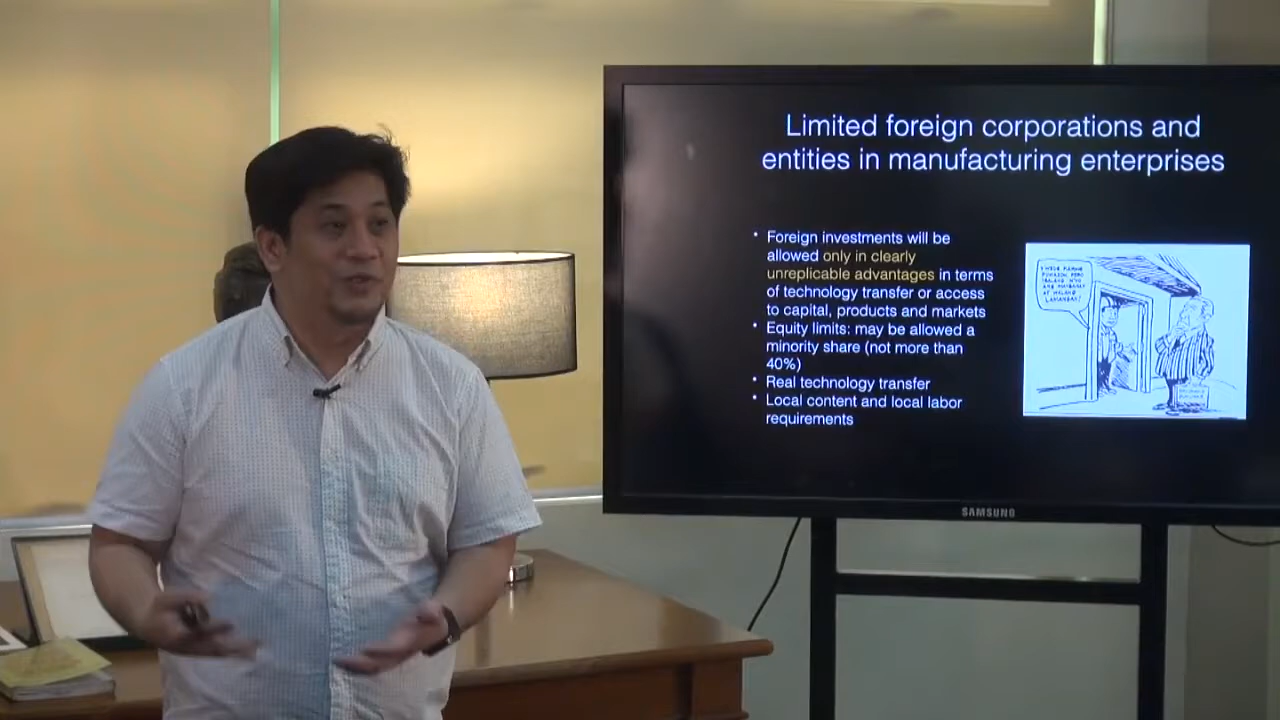 Limited foreign corporations and
entities in manufacturing enterprises
• Foreign investments will be
allowed only in clearly
unreplicable advantages in terms
of technology transfer or access
to capital, products and markets
• Equity limits: may be allowed a
minority share (not more than
40%)
• Real technology transfer
• Local content and local labor
requirements
SAMSUNG